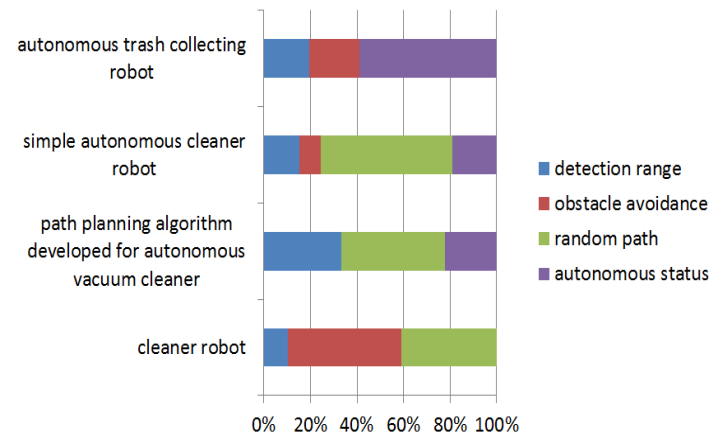 autonomous trash collecting
robot
simple autonomous cleaner
robot
path planning algorithm
developed for autonomous
vacuum cleaner
cleaner robot
0% 20% 40% 60% 80% 100%
detection range
obstacle avoidance
random path
autonomous status